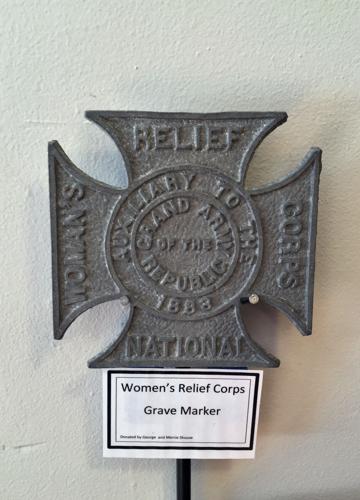 RELIEF
WOMAN'S
CORPS
NATIONAL
AUXILIARY TO THE
GRAND ARMY
OF THE
REPUBLIC
1883
Women's Relief Corps
Grave Marker
Donated by George and Marcia Skouse